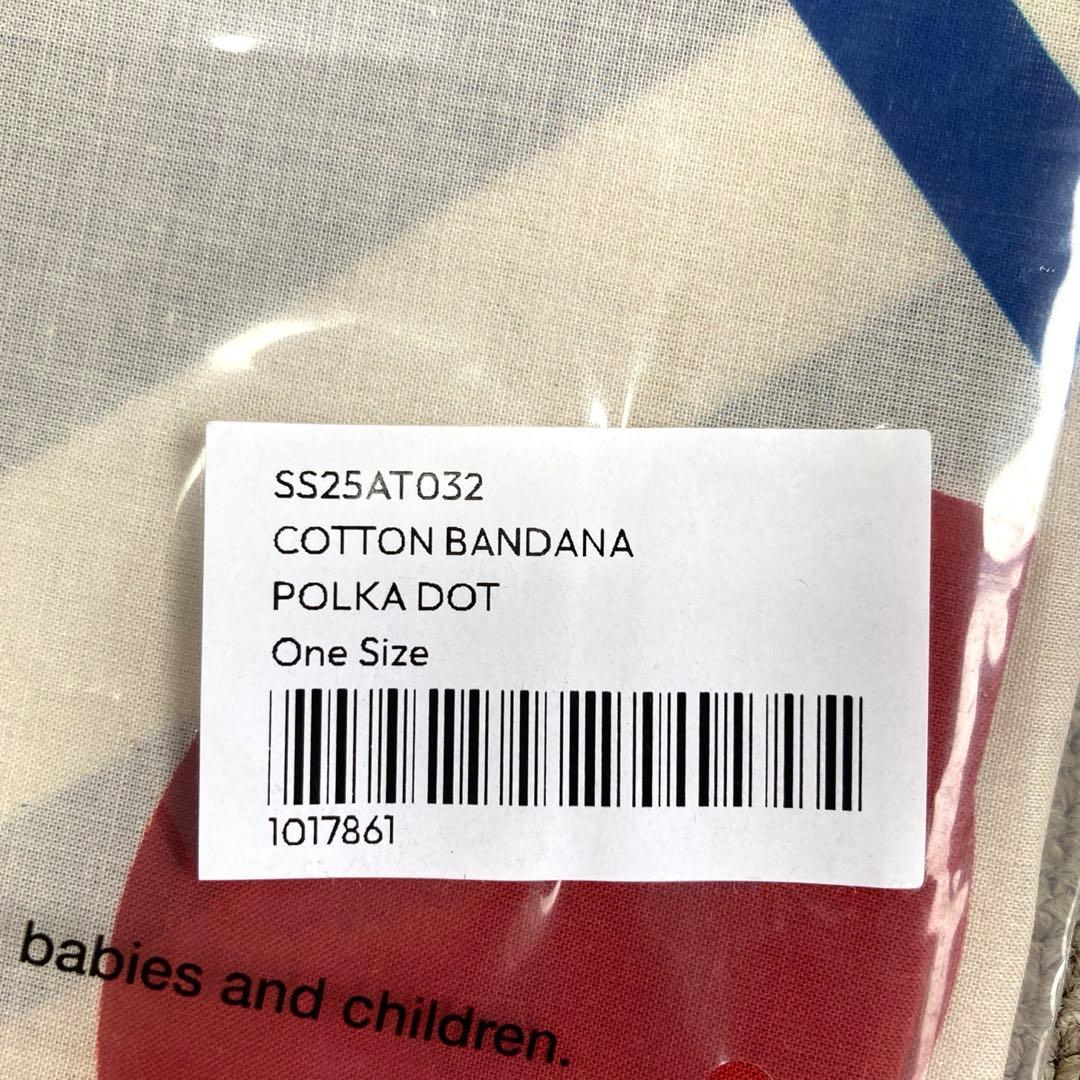 SS25AT032
COTTON BANDANA
POLKA DOT
One Size
1017861
babies and children.